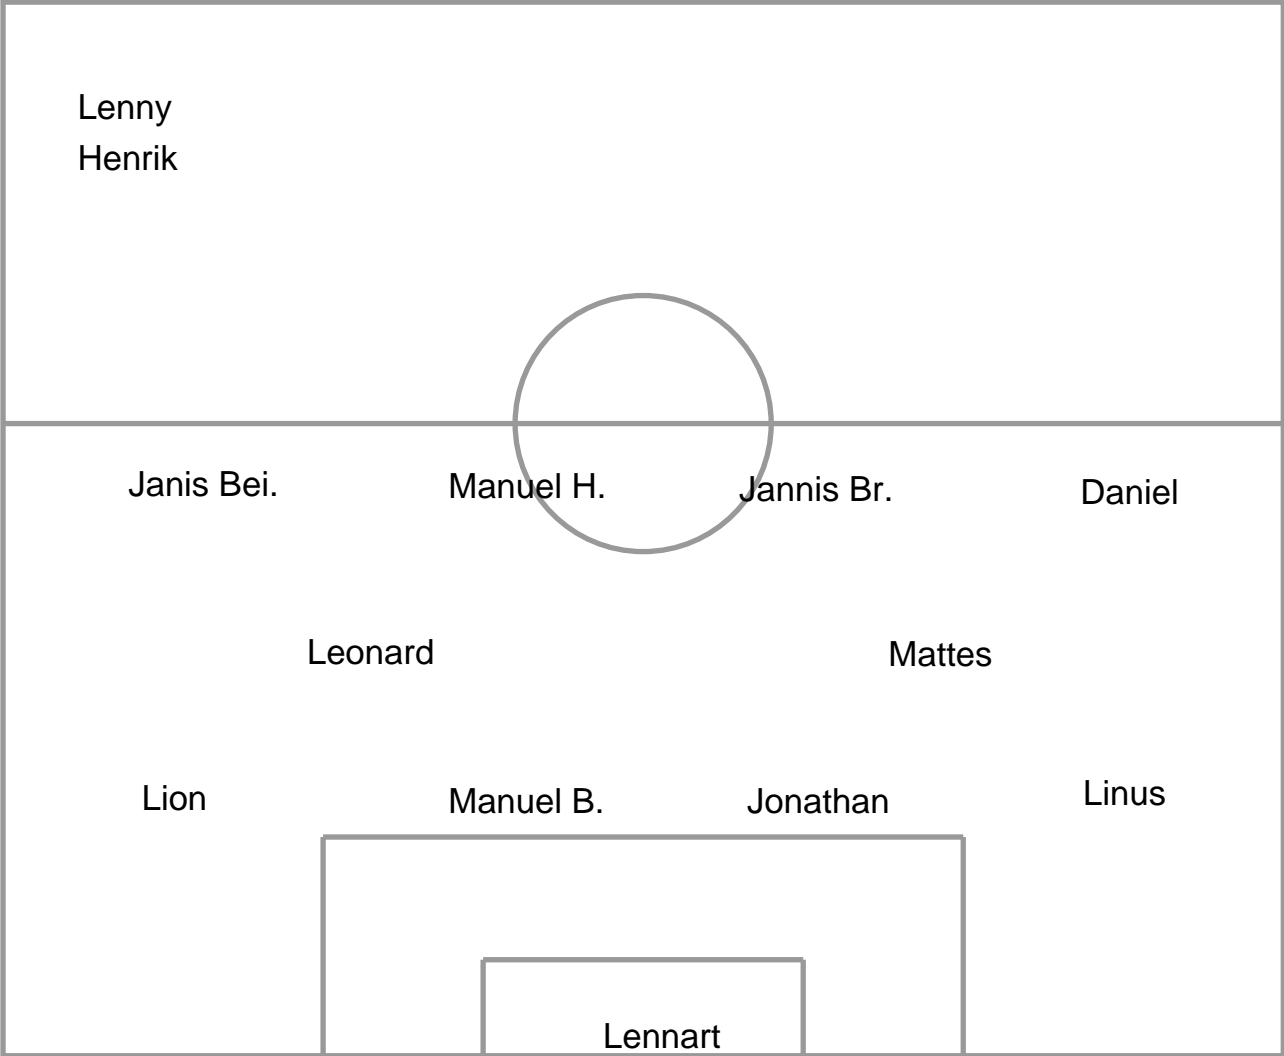 Lenny
Henrik
Janis Bei.
Manuel H.
Jannis Br.
Daniel
Leonard
Mattes
Lion
Manuel B.
Jonathan
Linus
Lennart